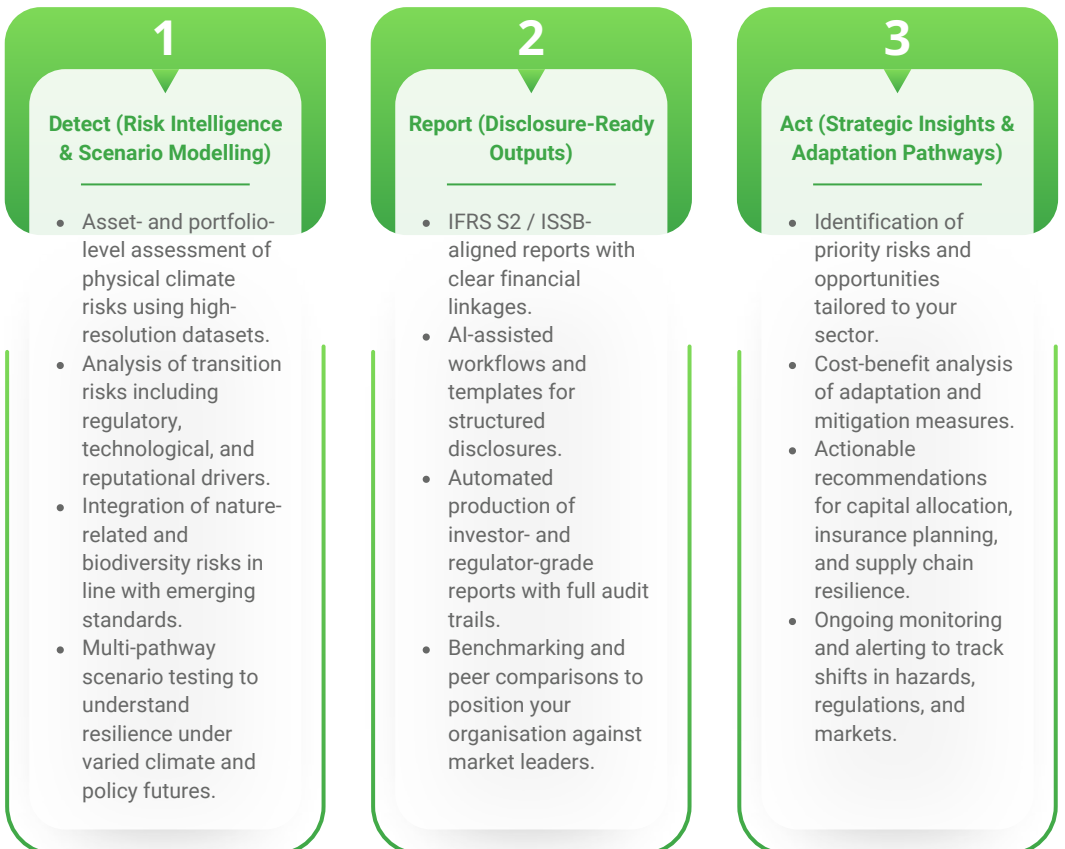 1
Detect (Risk Intelligence
& Scenario Modelling)
• Asset- and portfolio-
level assessment of
physical climate
risks using high-
resolution datasets.
• Analysis of transition
risks including
regulatory,
technological, and
reputational drivers.
• Integration of nature-
related and
biodiversity risks in
line with emerging
standards.
• Multi-pathway
scenario testing to
understand
resilience under
varied climate and
policy futures.
2
Report (Disclosure-Ready
Outputs)
• IFRS S2 / ISSB-
aligned reports with
clear financial
linkages.
• AI-assisted
workflows and
templates for
structured
disclosures.
• Automated
production of
investor- and
regulator-grade
reports with full audit
trails.
• Benchmarking and
peer comparisons to
position your
organisation against
market leaders.
3
Act (Strategic Insights &
Adaptation Pathways)
• Identification of
priority risks and
opportunities
tailored to your
sector.
• Cost-benefit analysis
of adaptation and
mitigation measures.
• Actionable
recommendations
for capital allocation,
insurance planning,
and supply chain
resilience.
• Ongoing monitoring
and alerting to track
shifts in hazards,
regulations, and
markets.